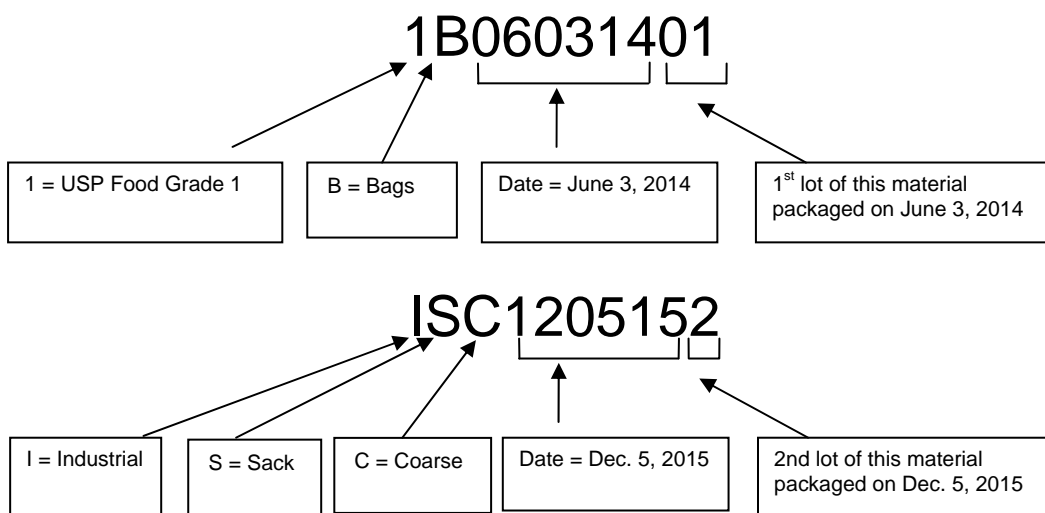 1B06031401
1 = USP Food Grade 1
B = Bags
Date = June 3, 2014
1st lot of this material
packaged on June 3, 2014
ISC1205152
I = Industrial
S = Sack
C = Coarse
Date = Dec. 5, 2015
2nd lot of this material
packaged on Dec. 5, 2015